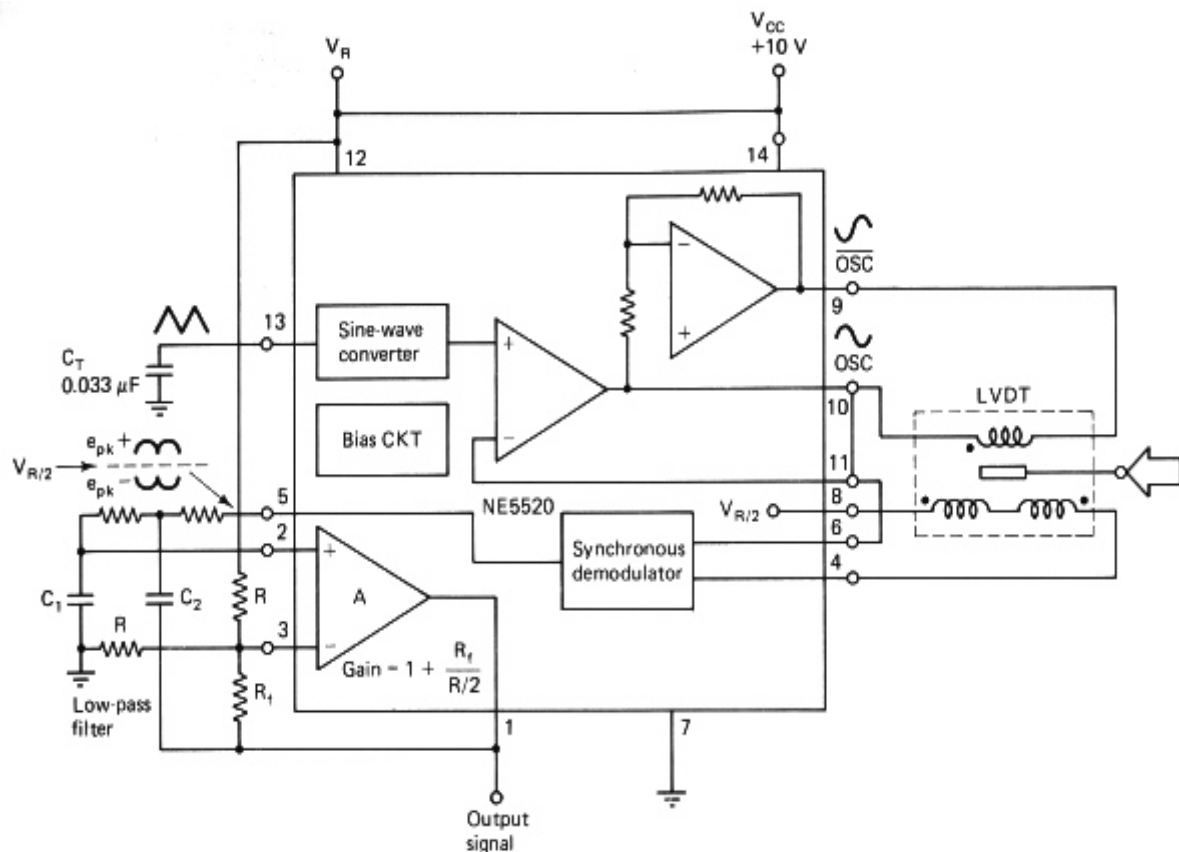 V_R
V_CC
+10 V
12
14
OSC
9
13
Sine-wave
converter
+
−
−
+
OSC
10
C_T
0.033 µF
LVDT
Bias CKT
11
e_pk+
V_R/2
e_pk−
5
NE5520
8
V_R/2
6
Synchronous
demodulator
4
2
+
A
C_1
C_2
R
R
3
−
Gain − 1 + R_f
R/2
R_f
Low-pass
filter
1
7
Output
signal